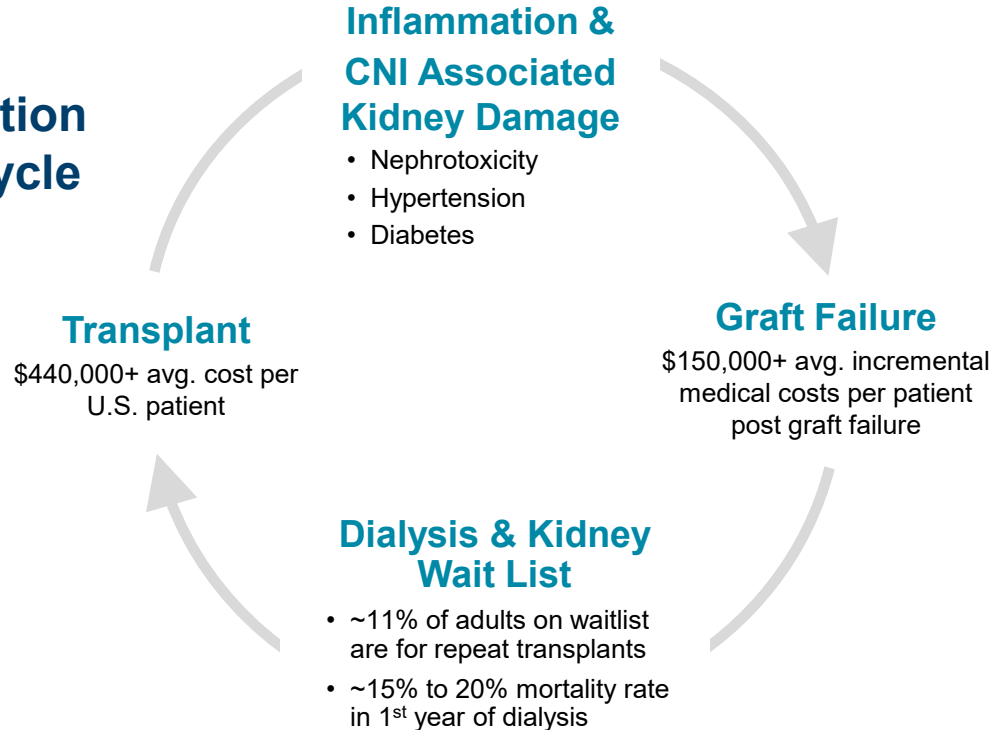 Inflammation &
CNI Associated
Kidney Damage
• Nephrotoxicity
• Hypertension
• Diabetes
tion
ycle
Transplant
$440,000+ avg. cost per
U.S. patient
Graft Failure
$150,000+ avg. incremental
medical costs per patient
post graft failure
Dialysis & Kidney
Wait List
• ~11% of adults on waitlist
are for repeat transplants
• ~15% to 20% mortality rate
in 1st year of dialysis